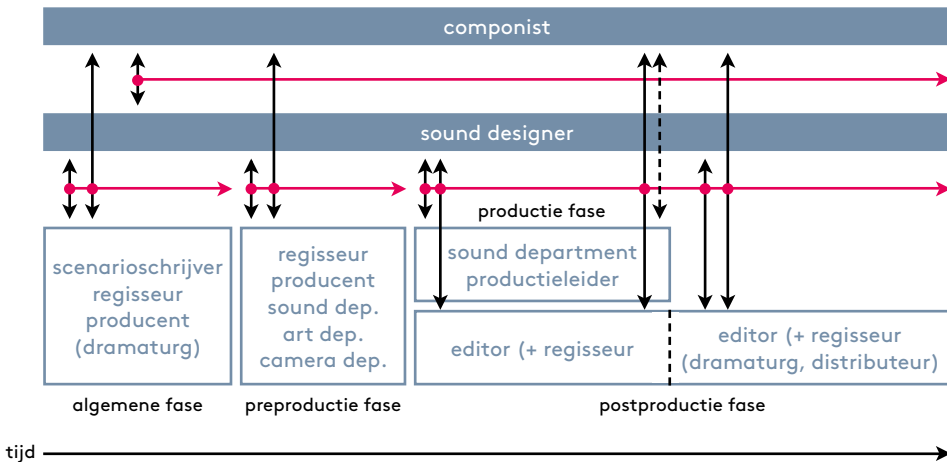 componist
sound designer
productie fase
scenarioschrijver
regisseur
producent
(dramaturg)
regisseur
producent
sound dep.
art dep.
camera dep.
sound department
productieleider
editor (+ regisseur
editor (+ regisseur
(dramaturg, distributeur)
algemene fase
preproductie fase
postproductie fase
tijd